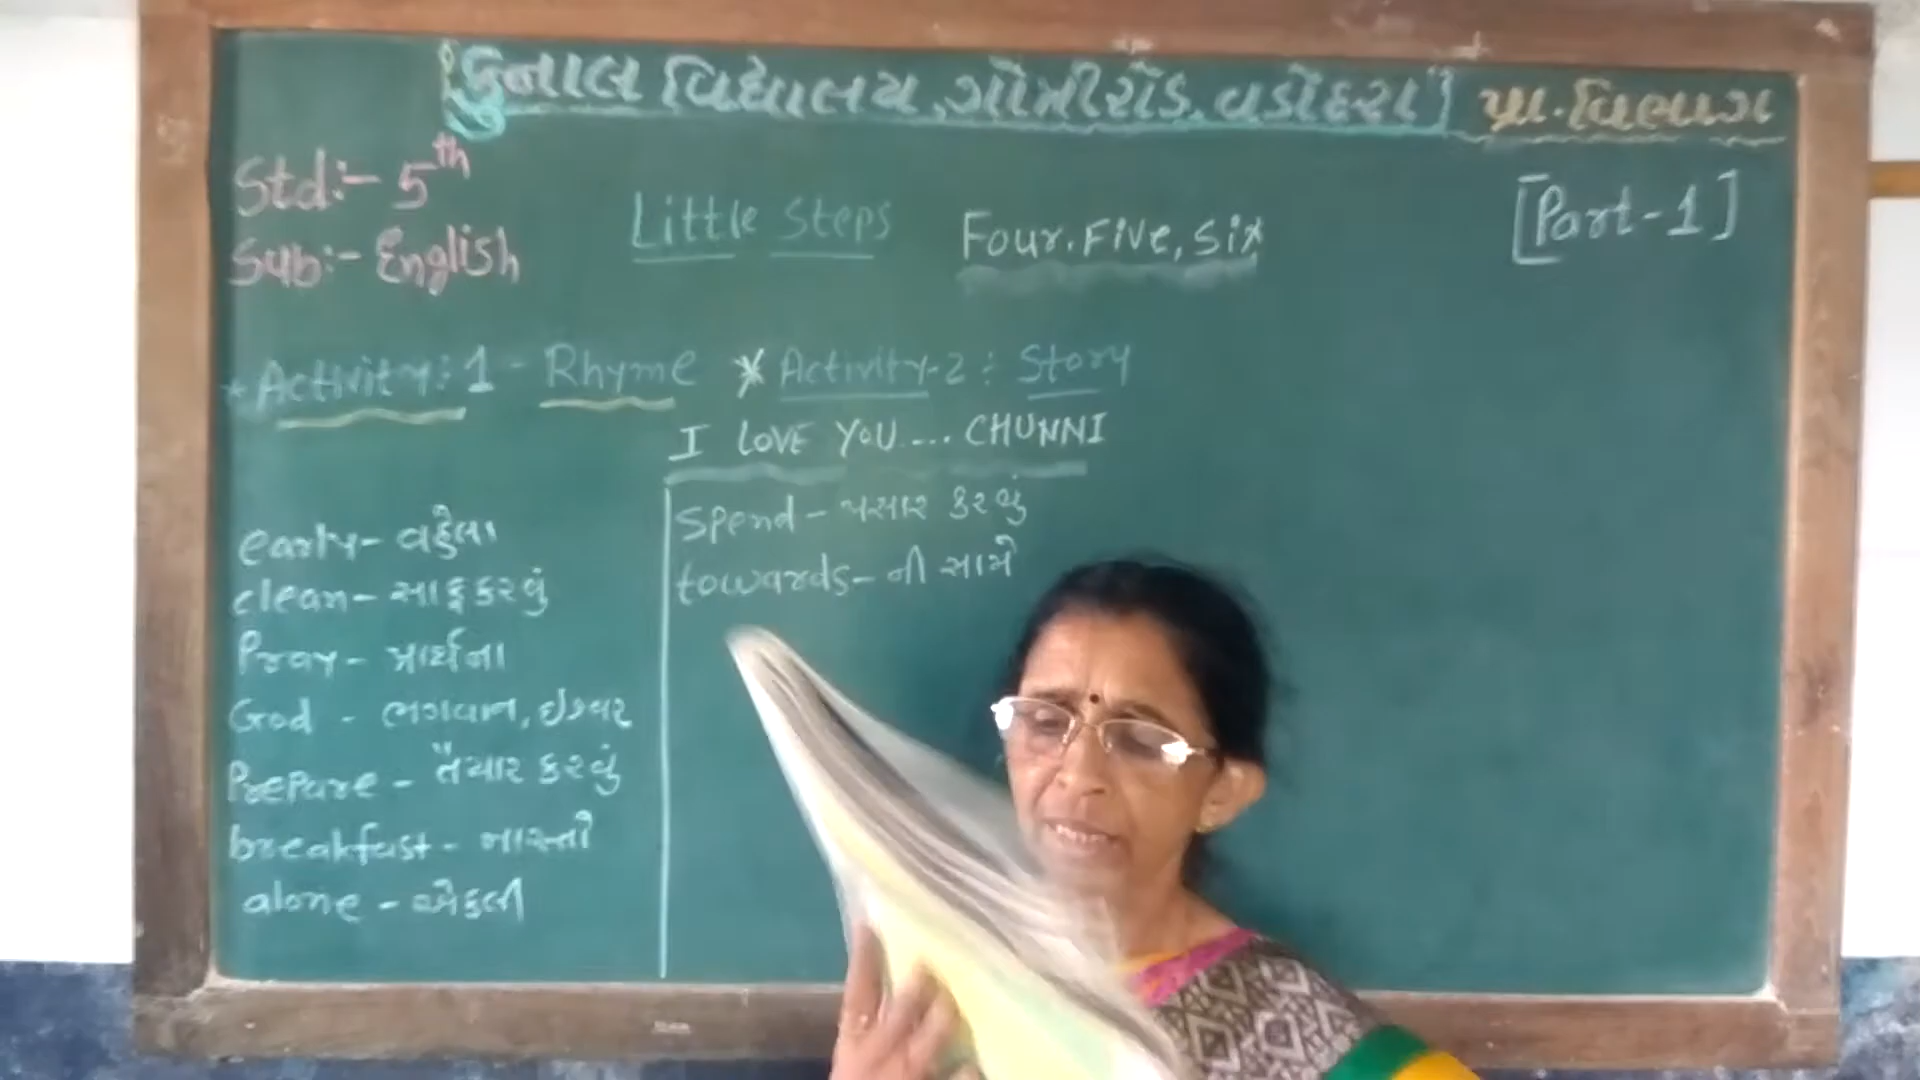 કુનાલ વિદ્યાલય, ગોત્રીરોડ. વડોદરા પ્રા. વિભાગ
Std:- 5th
[Part-1]
Little Steps
Four. Five, Six
Sub:- English
* Activity: 1 - Rhyme
* Activity-2 : Story
I LOVE YOU.... CHUNNI
early - વહેલા
clean - સાફ કરવું
Pray - પ્રાર્થના
God - ભગવાન, ઈશ્વર
Prepare - તૈયાર કરવું
breakfast - નાસ્તો
alone - એકલી
Spend - પસાર કરવું
towards - ની સામે